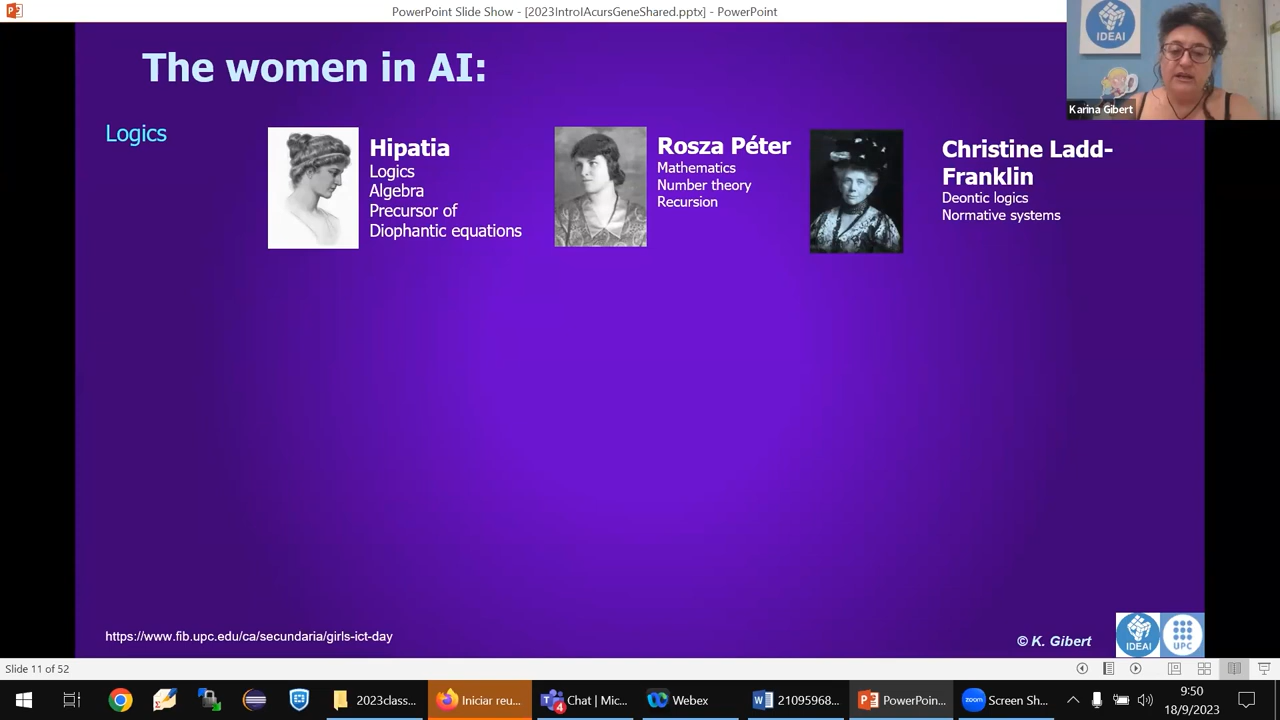 PowerPoint Slide Show - [2023IntroIAcursGeneShared.pptx] - PowerPoint
IDEAI
Karina Gibert
The women in AI:
Logics
Hipatia
Logics
Algebra
Precursor of
Diophantic equations
Rosza Péter
Mathematics
Number theory
Recursion
Christine Ladd-
Franklin
Deontic logics
Normative systems
https://www.fib.upc.edu/ca/secundaria/girls-ict-day
© K. Gibert
IDEAI
UPC
Slide 11 of 52
2023class...
Iniciar reu...
4
Chat | Mic...
Webex
21095968...
PowerPoin...
zoom
Screen Sh...
9:50
18/9/2023